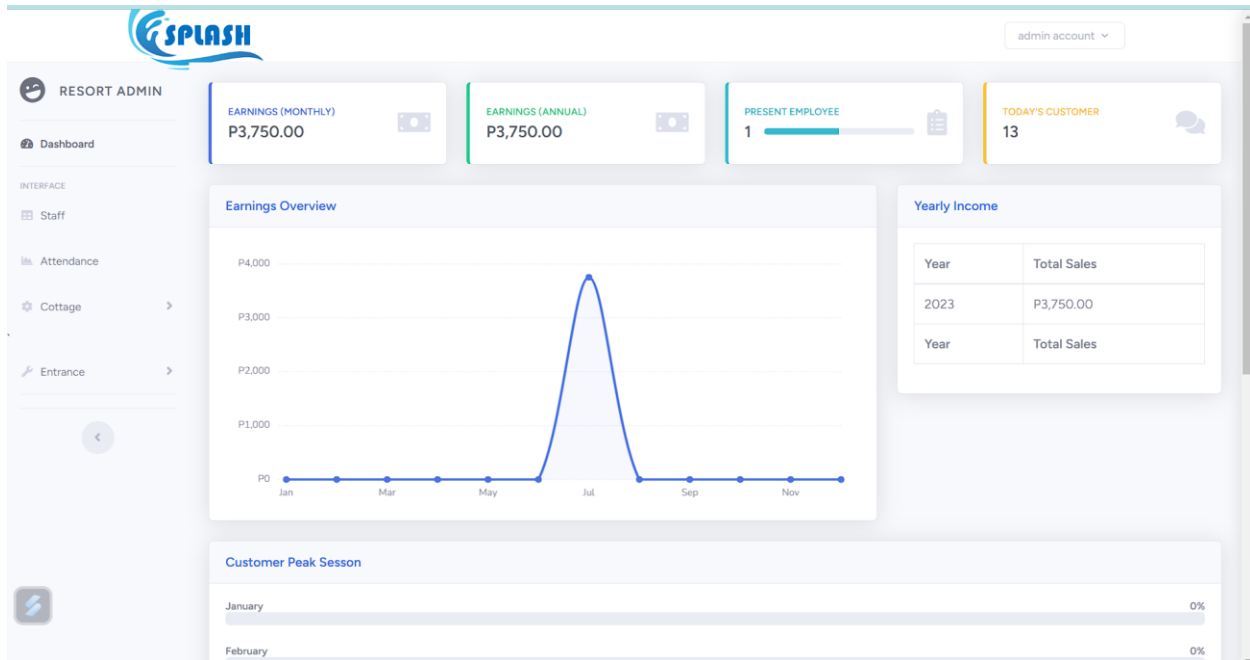 SPLASH
admin account
RESORT ADMIN
Dashboard
INTERFACE
Staff
Attendance
Cottage
Entrance
EARNINGS (MONTHLY)
P3,750.00
EARNINGS (ANNUAL)
P3,750.00
PRESENT EMPLOYEE
1
TODAY'S CUSTOMER
13
Earnings Overview
P4,000
P3,000
P2,000
P1,000
P0
Jan Mar May Jul Sep Nov
Yearly Income
Year Total Sales
2023 P3,750.00
Year Total Sales
Customer Peak Sesson
January 0%
February 0%